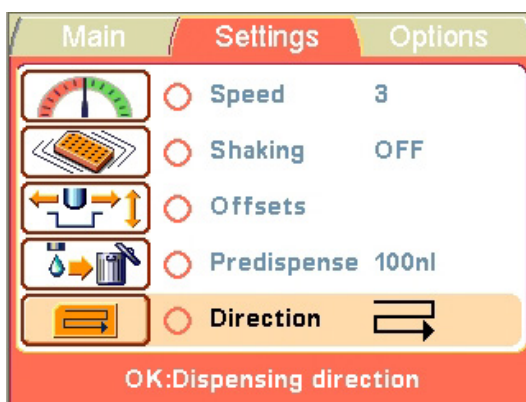 Main Settings Options
Speed 3
Shaking OFF
Offsets
Predispense 100nl
Direction
OK:Dispensing direction